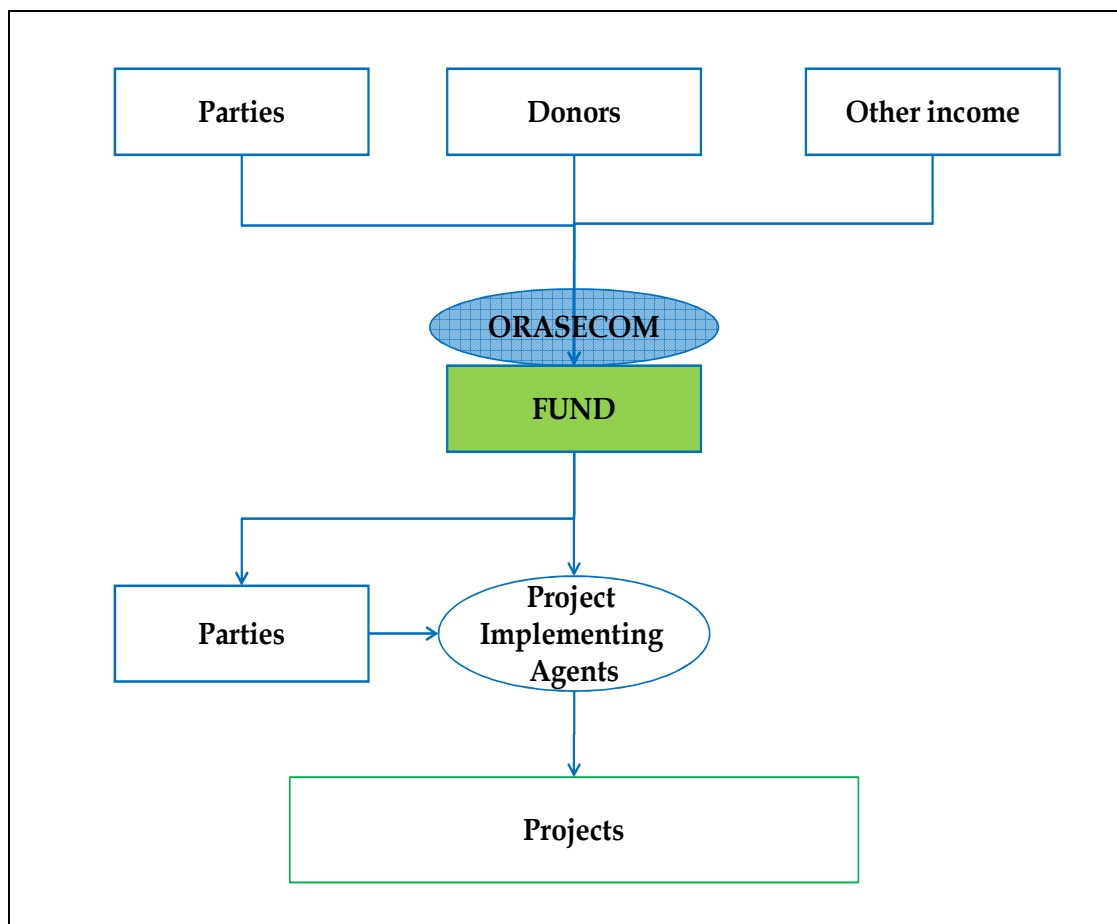 Parties
Donors
Other income
ORASECOM
FUND
Parties
Project
Implementing
Agents
Projects